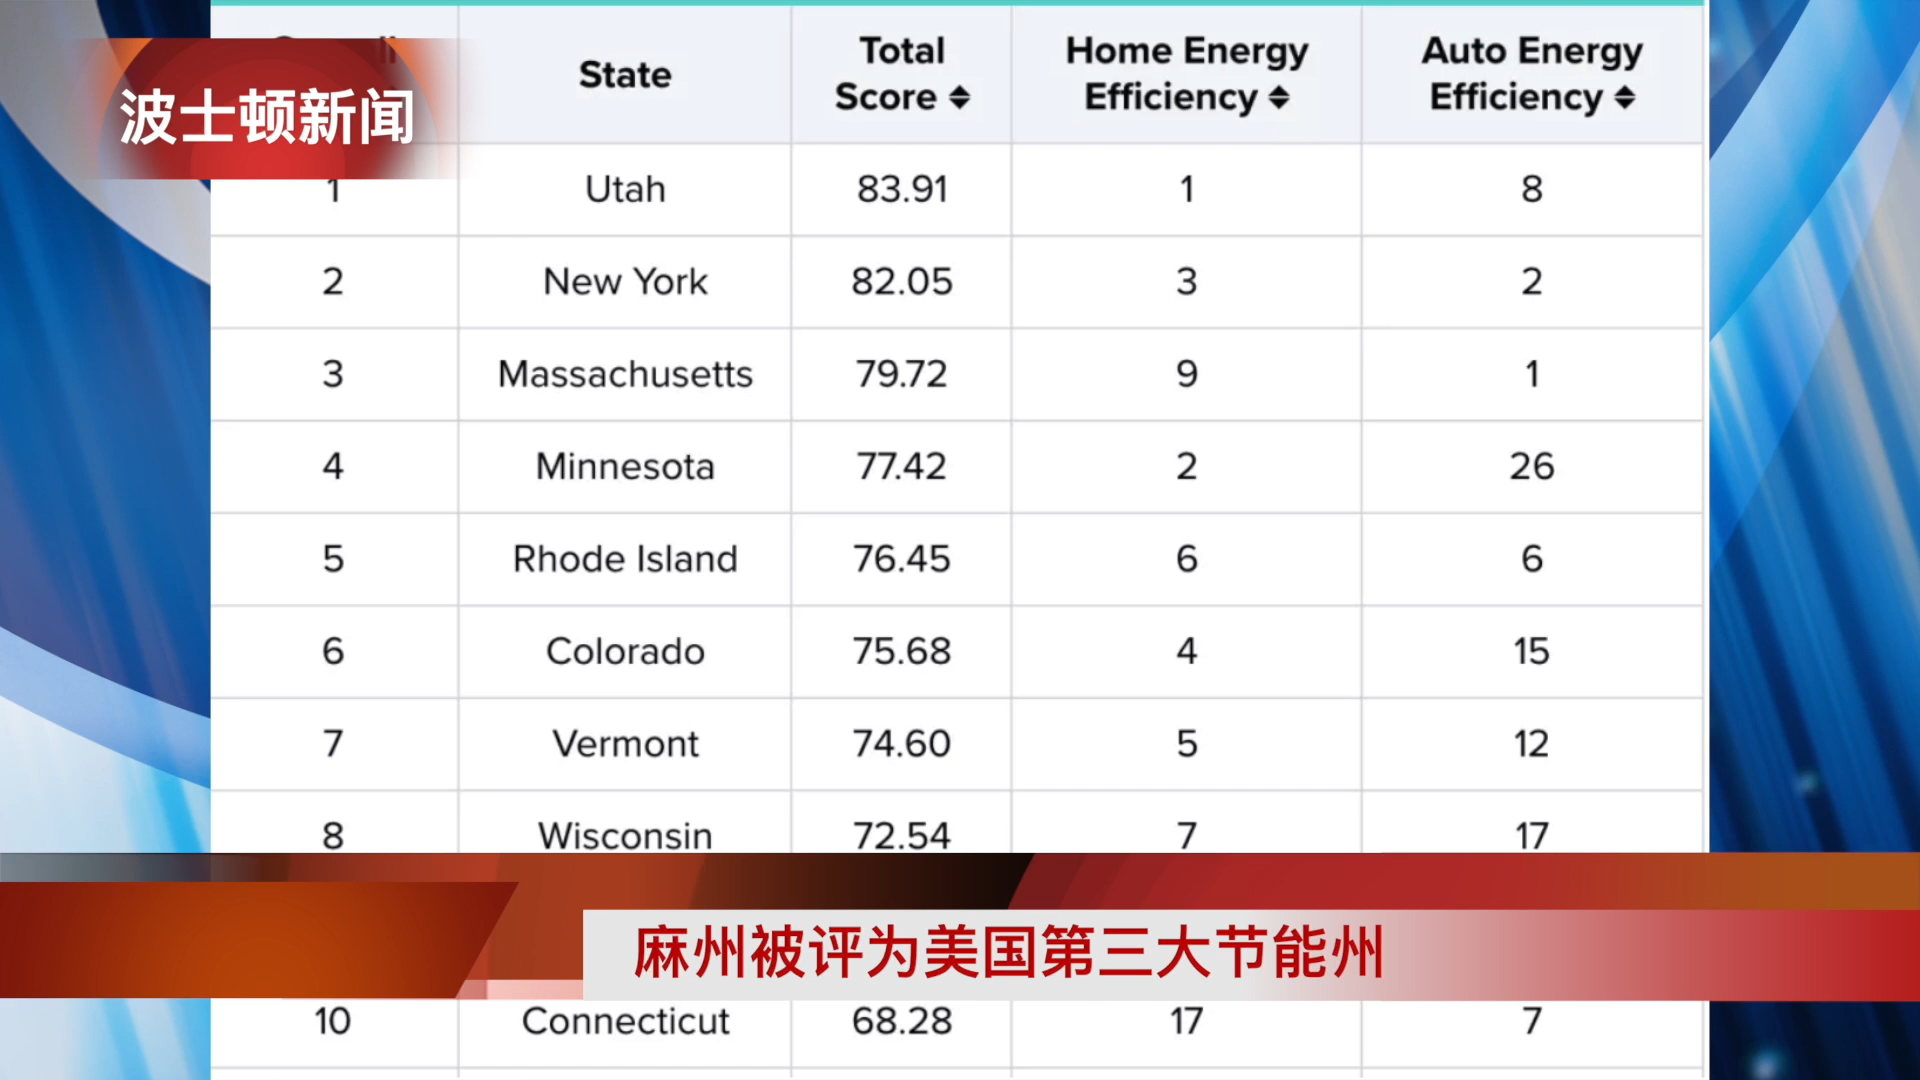 波士顿新闻
State
Total Score
Home Energy Efficiency
Auto Energy Efficiency
1 Utah 83.91 1 8
2 New York 82.05 3 2
3 Massachusetts 79.72 9 1
4 Minnesota 77.42 2 26
5 Rhode Island 76.45 6 6
6 Colorado 75.68 4 15
7 Vermont 74.60 5 12
8 Wisconsin 72.54 7 17
麻州被评为美国第三大节能州
10 Connecticut 68.28 17 7